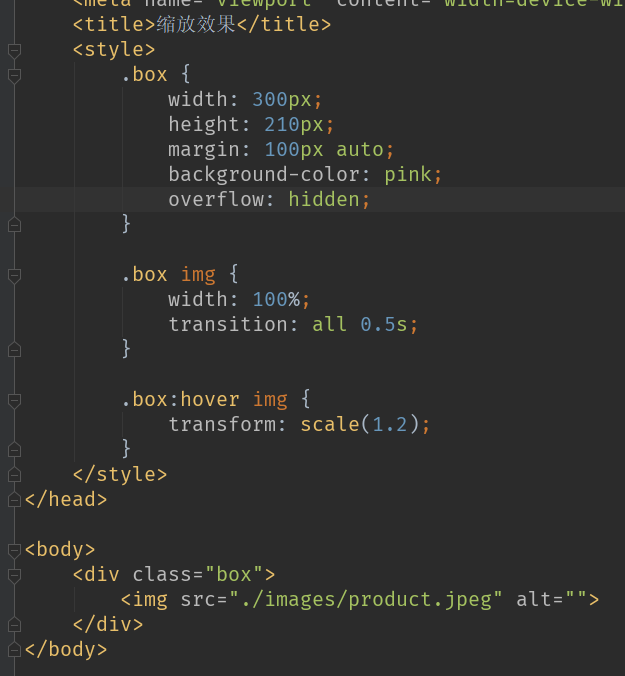 <meta name="viewport" content="width=device-wi
<title>缩放效果</title>
<style>
.box {
width: 300px;
height: 210px;
margin: 100px auto;
background-color: pink;
overflow: hidden;
}
.box img {
width: 100%;
transition: all 0.5s;
}
.box:hover img {
transform: scale(1.2);
}
</style>
</head>
<body>
<div class="box">
<img src="./images/product.jpeg" alt="">
</div>
</body>